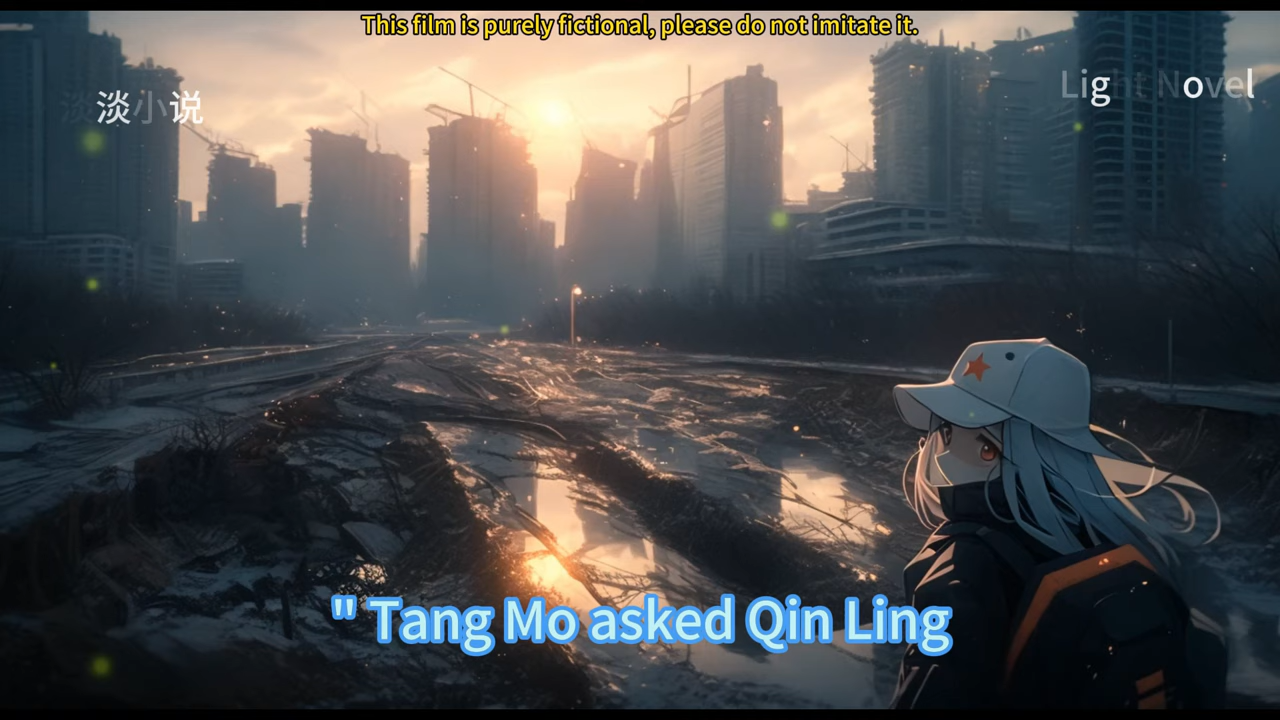 This film is purely fictional, please do not imitate it.
淡淡小说
Light Novel
" Tang Mo asked Qin Ling